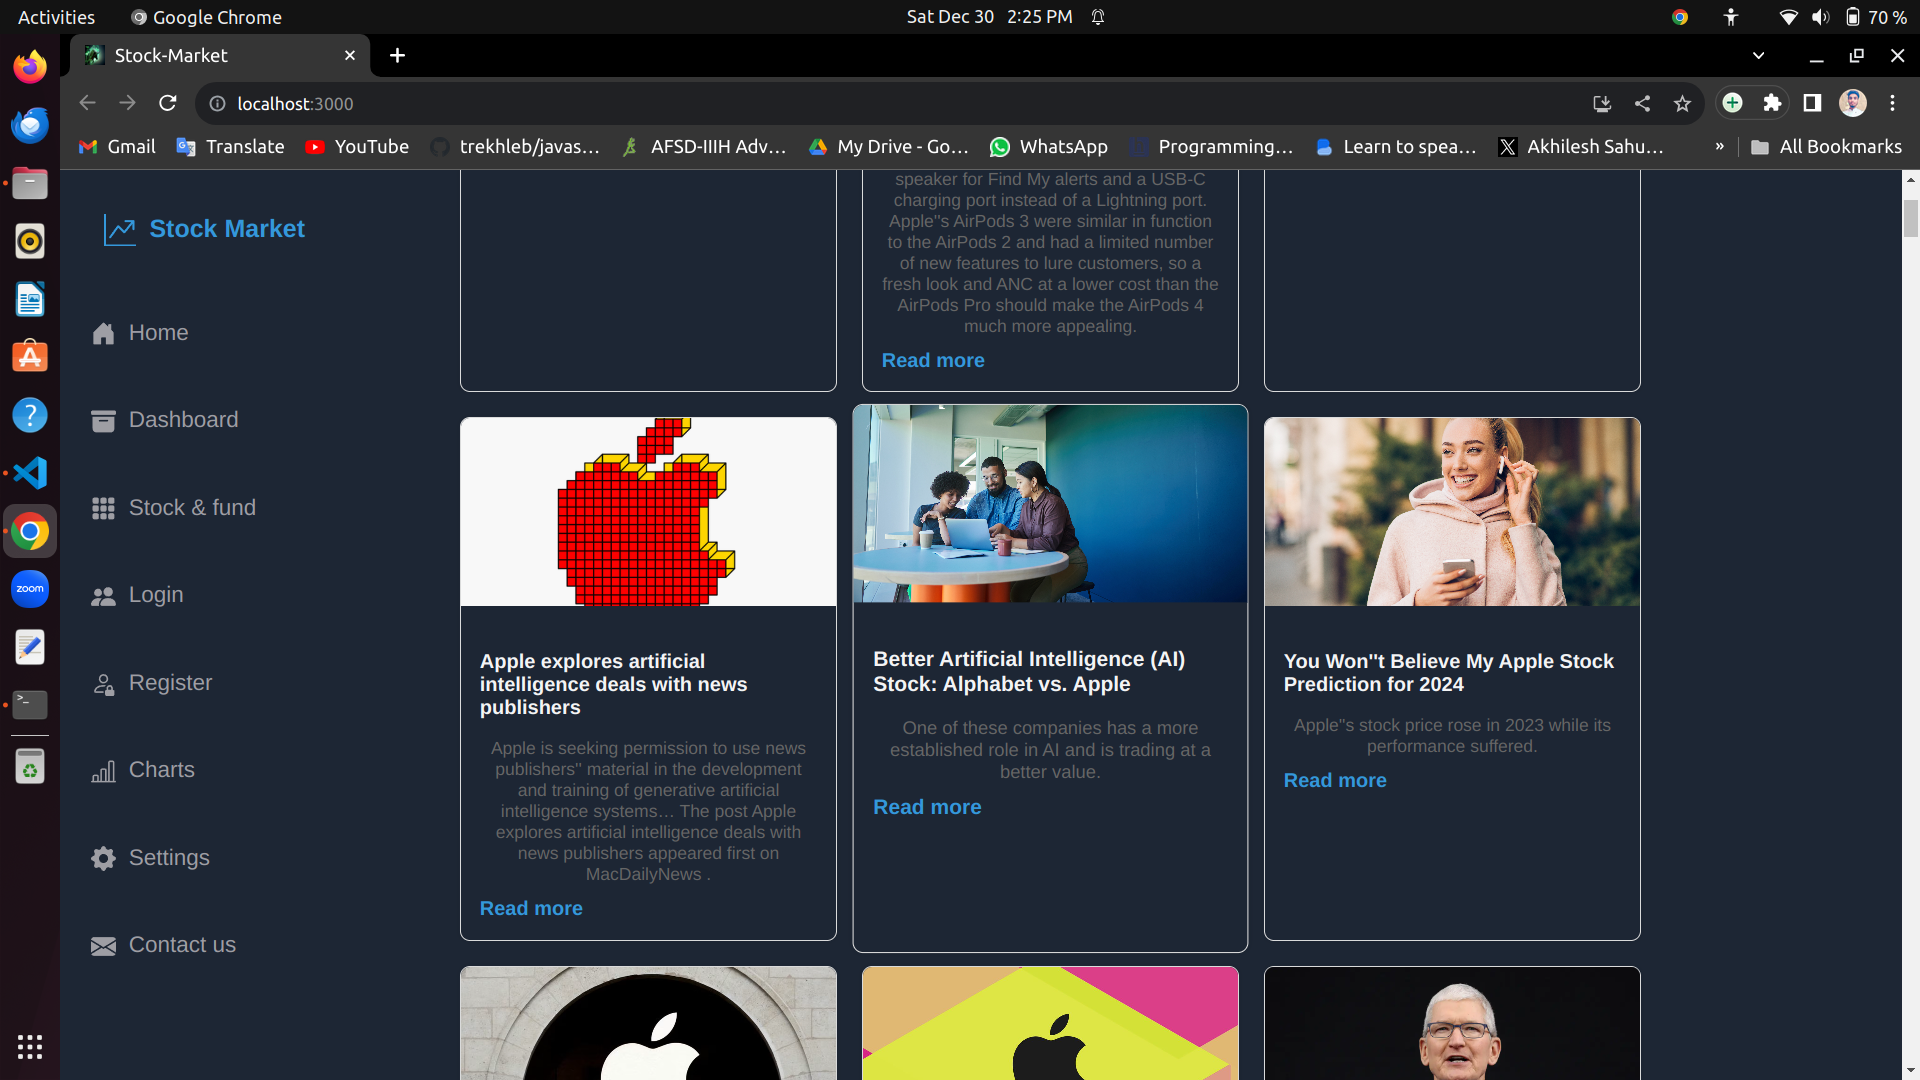 Activities
Google Chrome
Sat Dec 30 2:25 PM
70 %
Stock-Market
localhost:3000
Gmail
Translate
YouTube
trekhleb/javas...
AFSD-IIIH Adv...
My Drive - Go...
WhatsApp
Programming...
Learn to spea...
Akhilesh Sahu...
»
All Bookmarks
zoom
Stock Market
Home
Dashboard
Stock & fund
Login
Register
Charts
Settings
Contact us
speaker for Find My alerts and a USB-C
charging port instead of a Lightning port.
Apple''s AirPods 3 were similar in function
to the AirPods 2 and had a limited number
of new features to lure customers, so a
fresh look and ANC at a lower cost than the
AirPods Pro should make the AirPods 4
much more appealing.
Read more
Apple explores artificial
intelligence deals with news
publishers
Apple is seeking permission to use news
publishers'' material in the development
and training of generative artificial
intelligence systems… The post Apple
explores artificial intelligence deals with
news publishers appeared first on
MacDailyNews .
Read more
Better Artificial Intelligence (AI)
Stock: Alphabet vs. Apple
One of these companies has a more
established role in AI and is trading at a
better value.
Read more
You Won''t Believe My Apple Stock
Prediction for 2024
Apple''s stock price rose in 2023 while its
performance suffered.
Read more